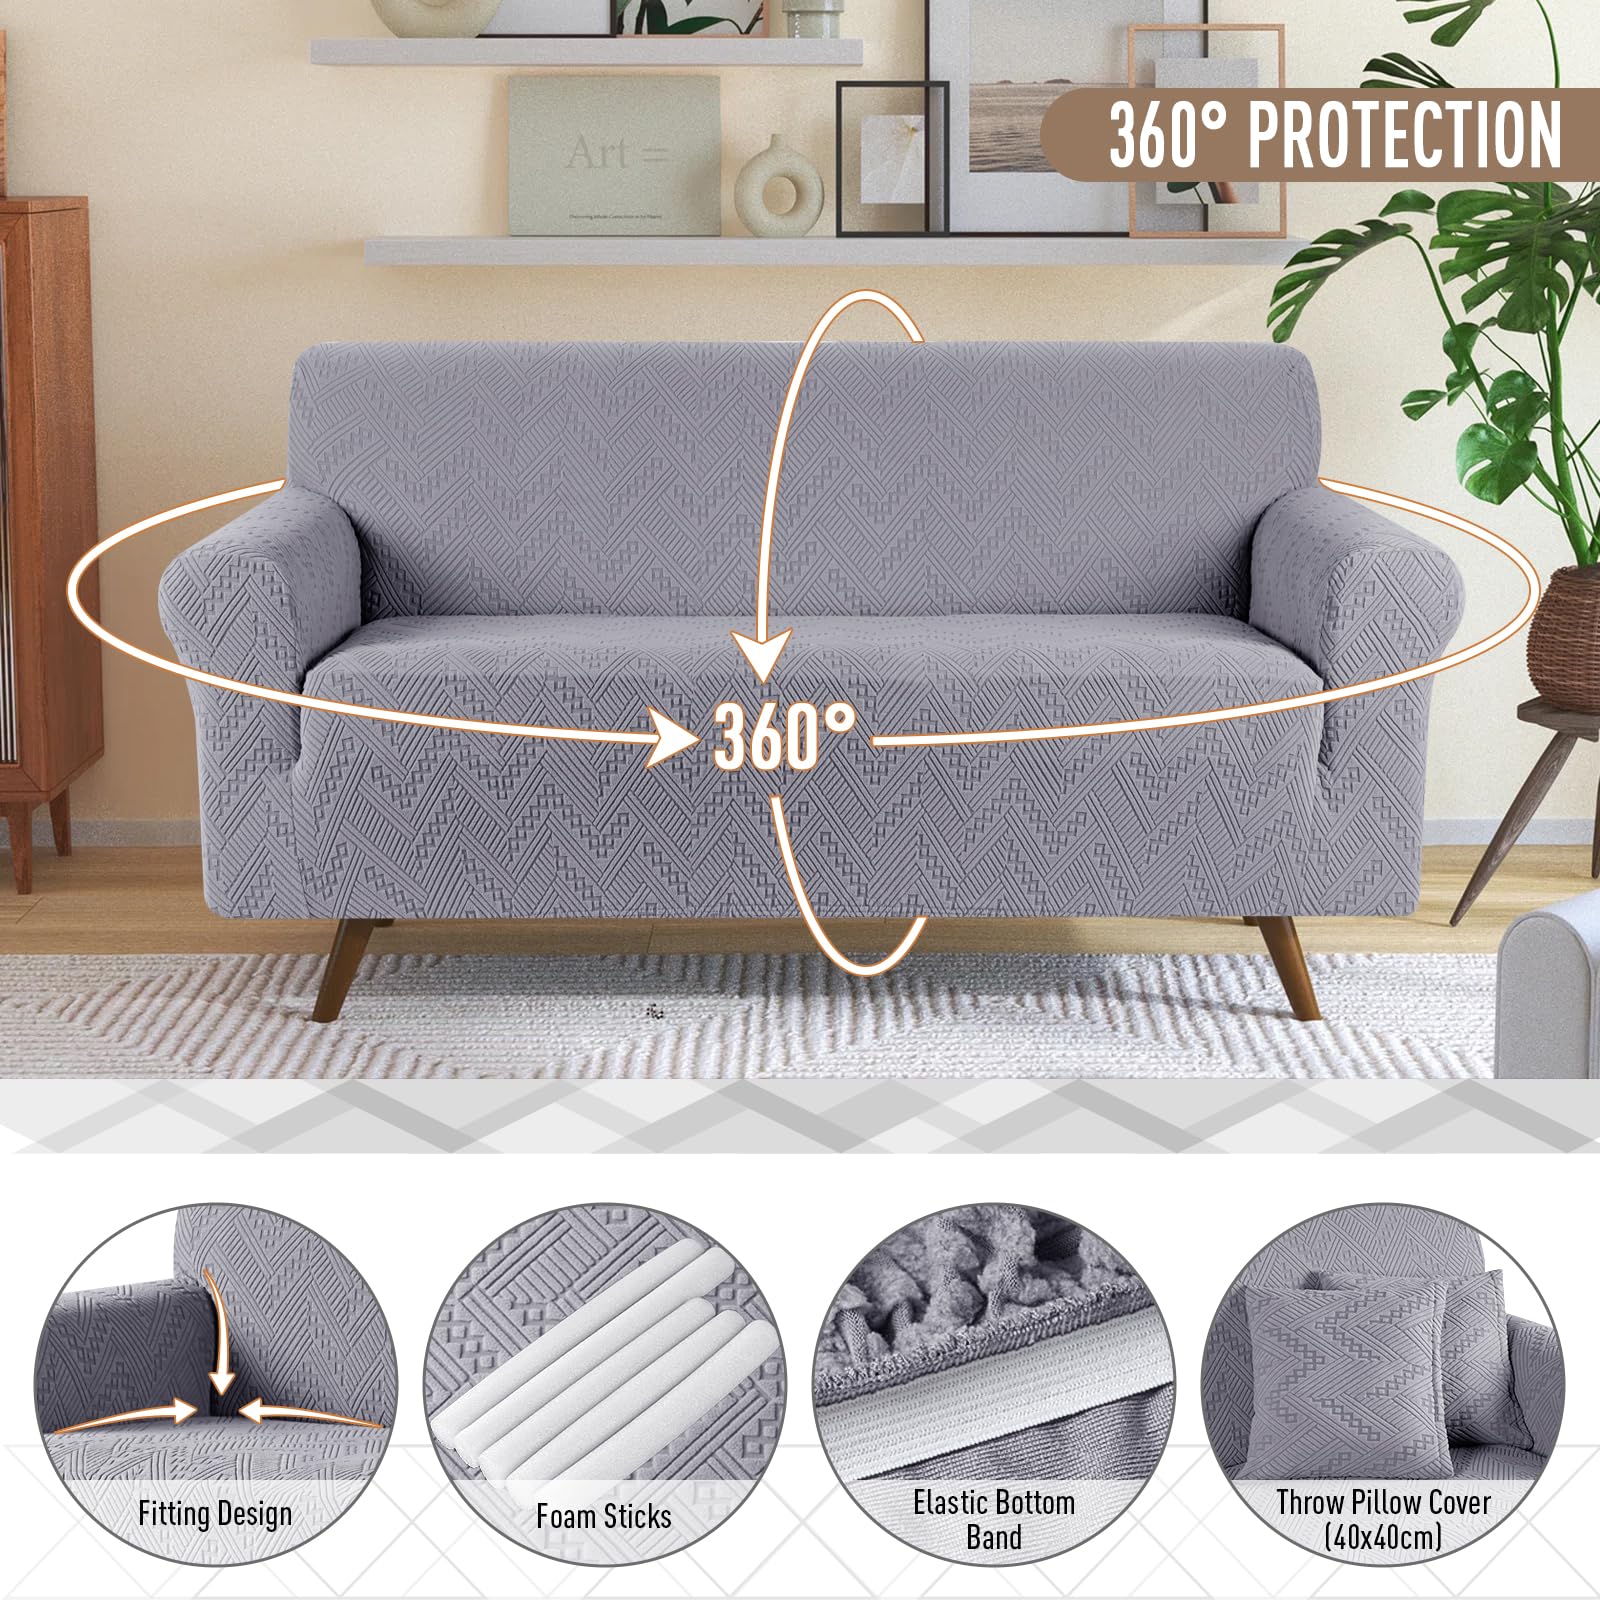 Art =
360° PROTECTION
360°
Fitting Design
Foam Sticks
Elastic Bottom
Band
Throw Pillow Cover
(40x40cm)